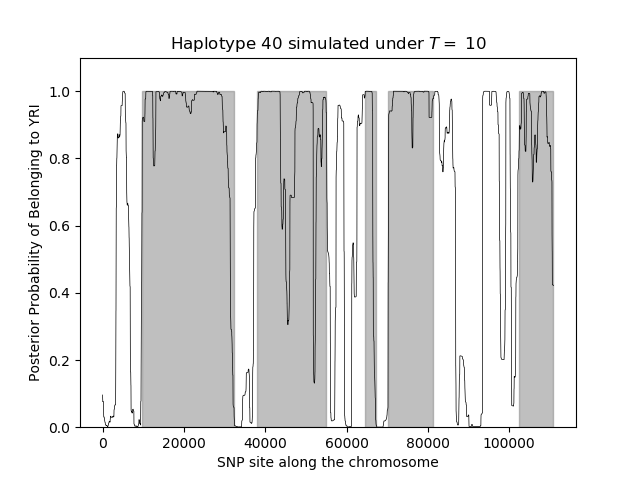 Haplotype 40 simulated under T = 10
Posterior Probability of Belonging to YRI
1.0
0.8
0.6
0.4
0.2
0.0
0 20000 40000 60000 80000 100000
SNP site along the chromosome